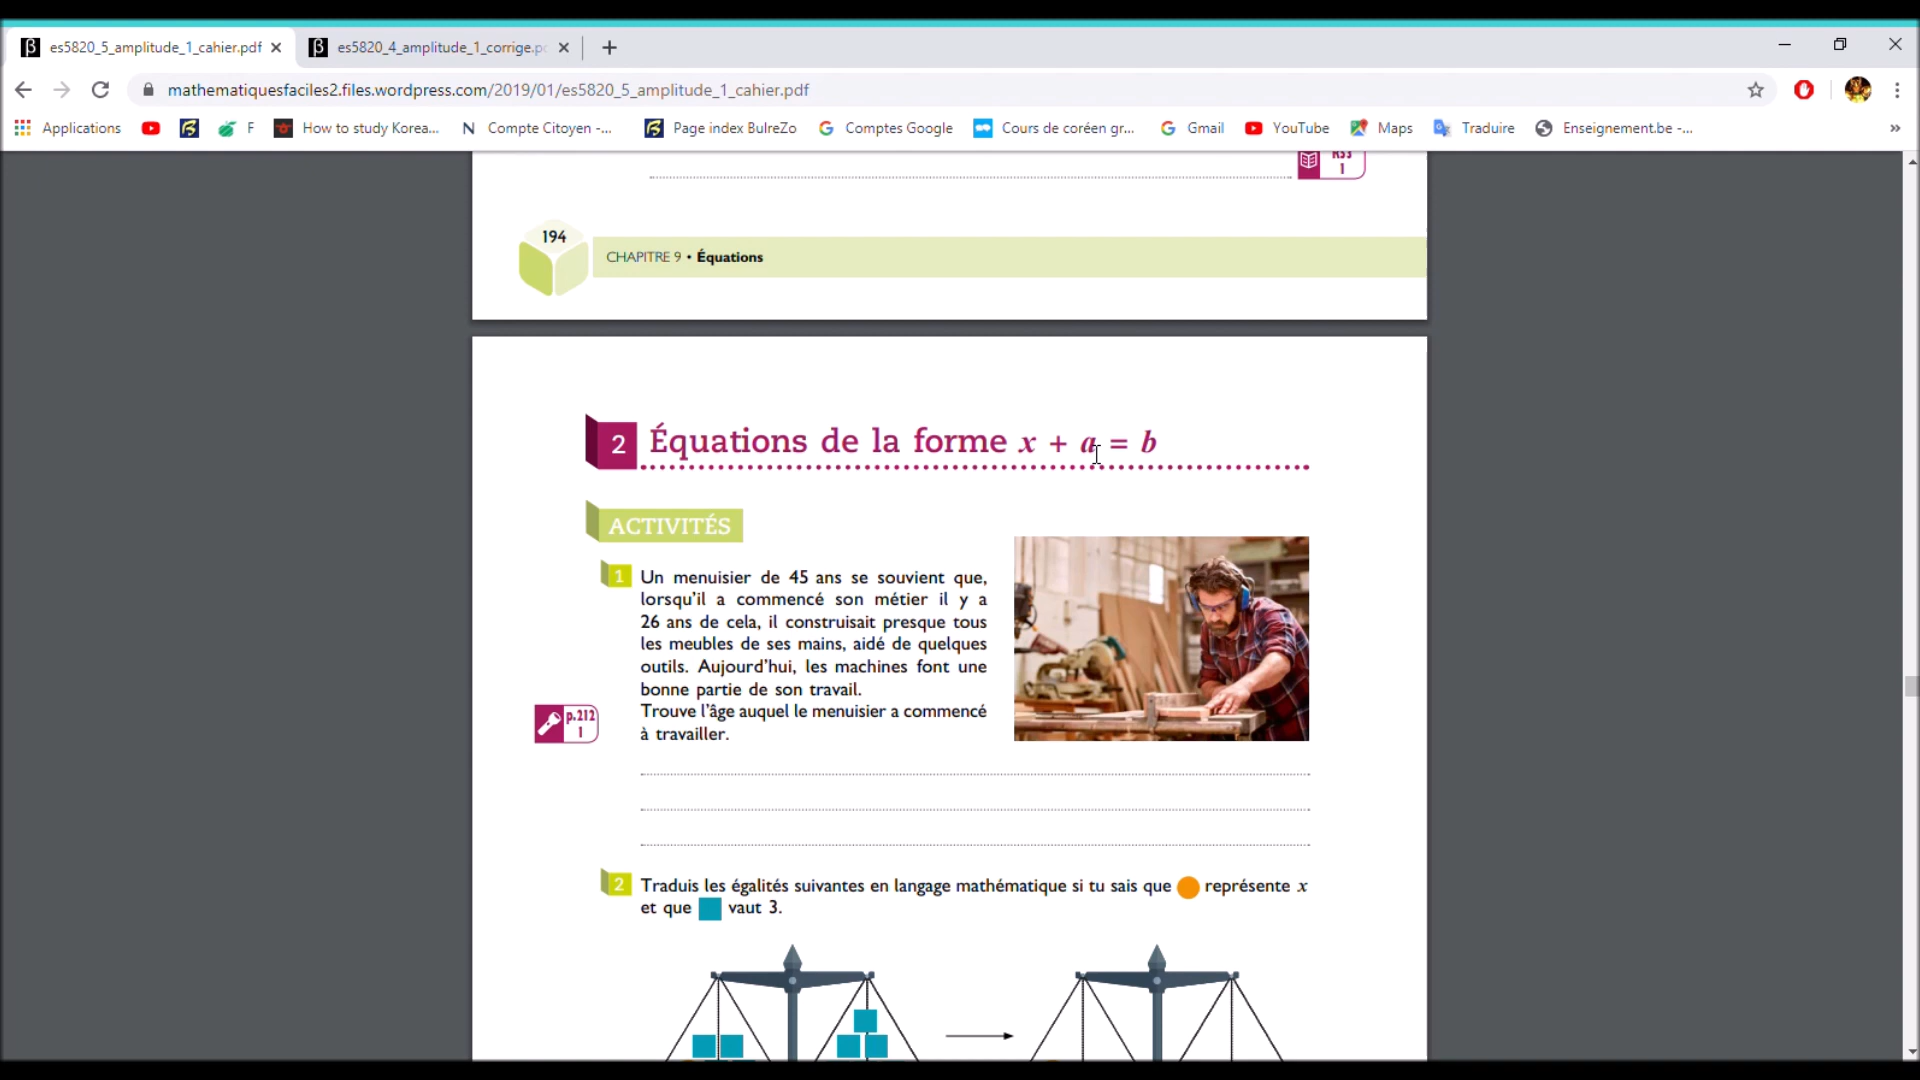 es5820_5_amplitude_1_cahier.pdf
es5820_4_amplitude_1_corrige.p
mathematiquesfaciles2.files.wordpress.com/2019/01/es5820_5_amplitude_1_cahier.pdf
Applications F How to study Korea... Compte Citoyen -... Page index BulreZo Comptes Google Cours de coréen gr... Gmail YouTube Maps Traduire Enseignement.be -... »
1
194
CHAPITRE 9 • Équations
2 Équations de la forme x + a = b
ACTIVITÉS
1 Un menuisier de 45 ans se souvient que,
lorsqu'il a commencé son métier il y a
26 ans de cela, il construisait presque tous
les meubles de ses mains, aidé de quelques
outils. Aujourd'hui, les machines font une
bonne partie de son travail.
Trouve l'âge auquel le menuisier a commencé
à travailler.
p.212
1
2 Traduis les égalités suivantes en langage mathématique si tu sais que représente x
et que vaut 3.